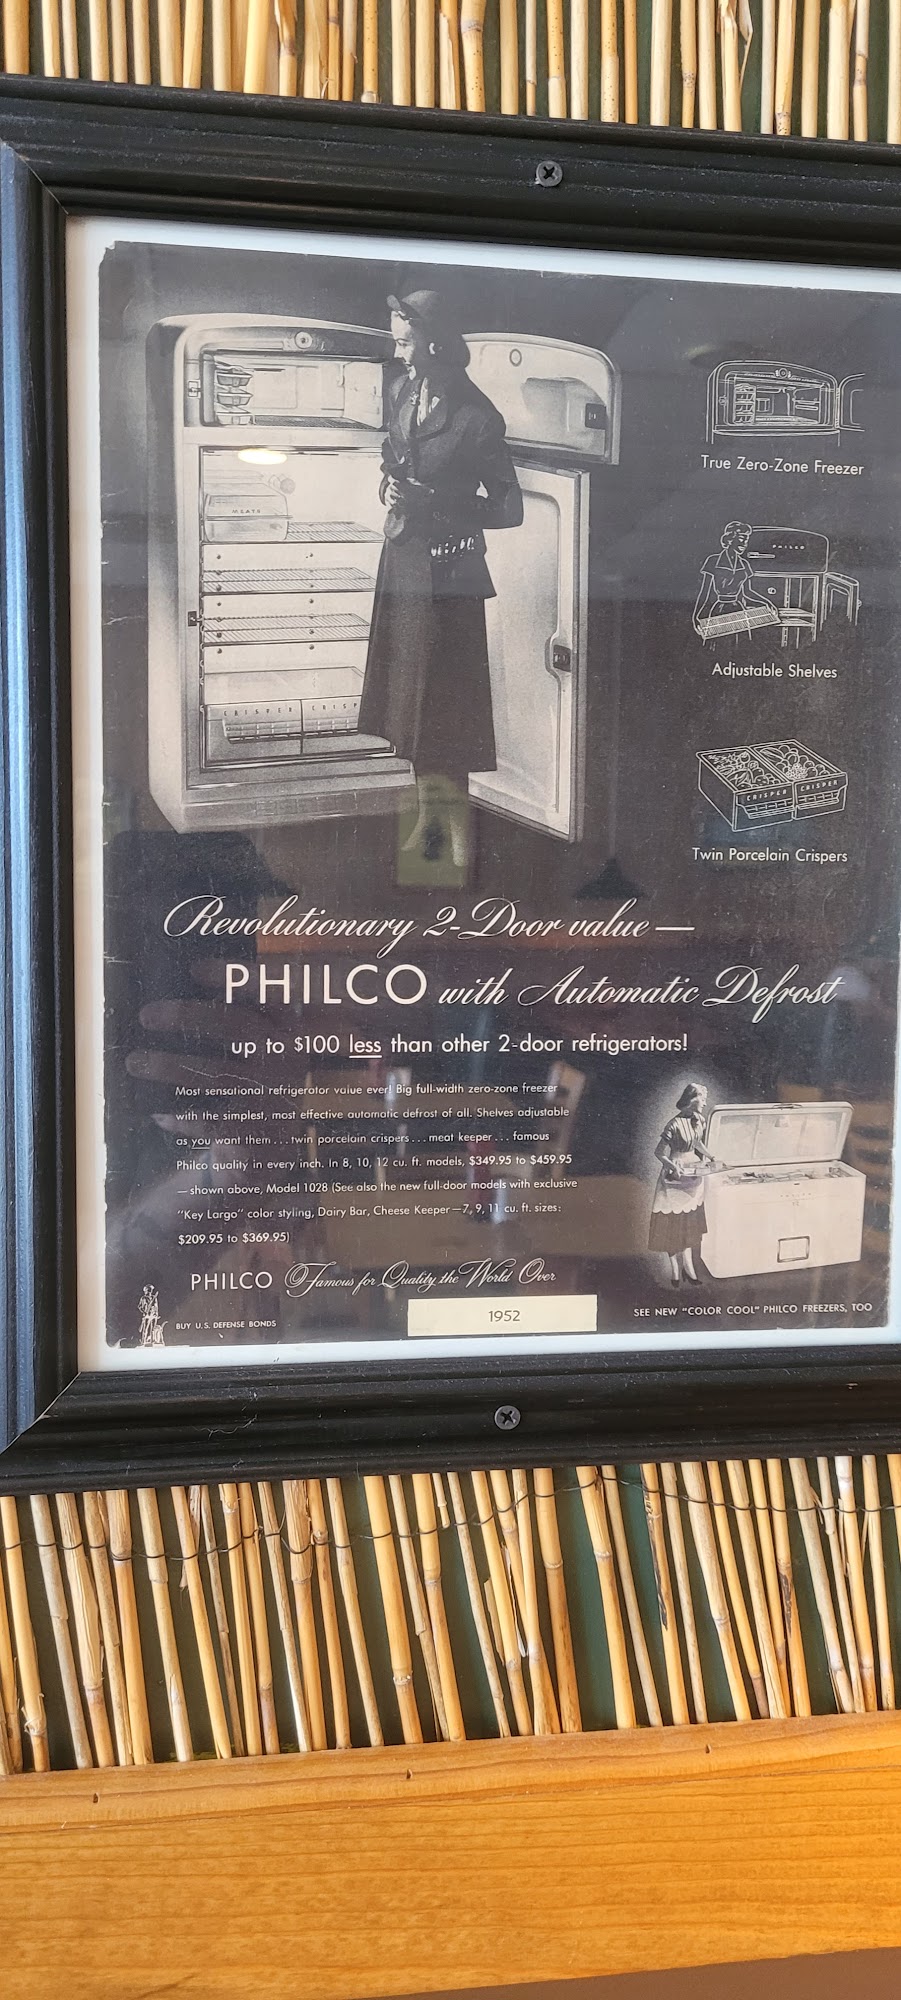 MEATS
CRISPER CRISP
True Zero-Zone Freezer
PHILCO
Adjustable Shelves
CRISPER CRISPER
Twin Porcelain Crispers
Revolutionary 2-Door value —
PHILCO with Automatic Defrost
up to $100 less than other 2-door refrigerators!
Most sensational refrigerator value ever! Big full-width zero-zone freezer
with the simplest, most effective automatic defrost of all. Shelves adjustable
as you want them . . . twin porcelain crispers . . . meat keeper . . . famous
Philco quality in every inch. In 8, 10, 12 cu. ft. models, $349.95 to $459.95
—shown above, Model 1028 (See also the new full-door models with exclusive
"Key Largo" color styling, Dairy Bar, Cheese Keeper—7, 9, 11 cu. ft. sizes:
$209.95 to $369.95)
PHILCO Famous for Quality the World Over
BUY U.S. DEFENSE BONDS
1952
SEE NEW "COLOR COOL" PHILCO FREEZERS, TOO